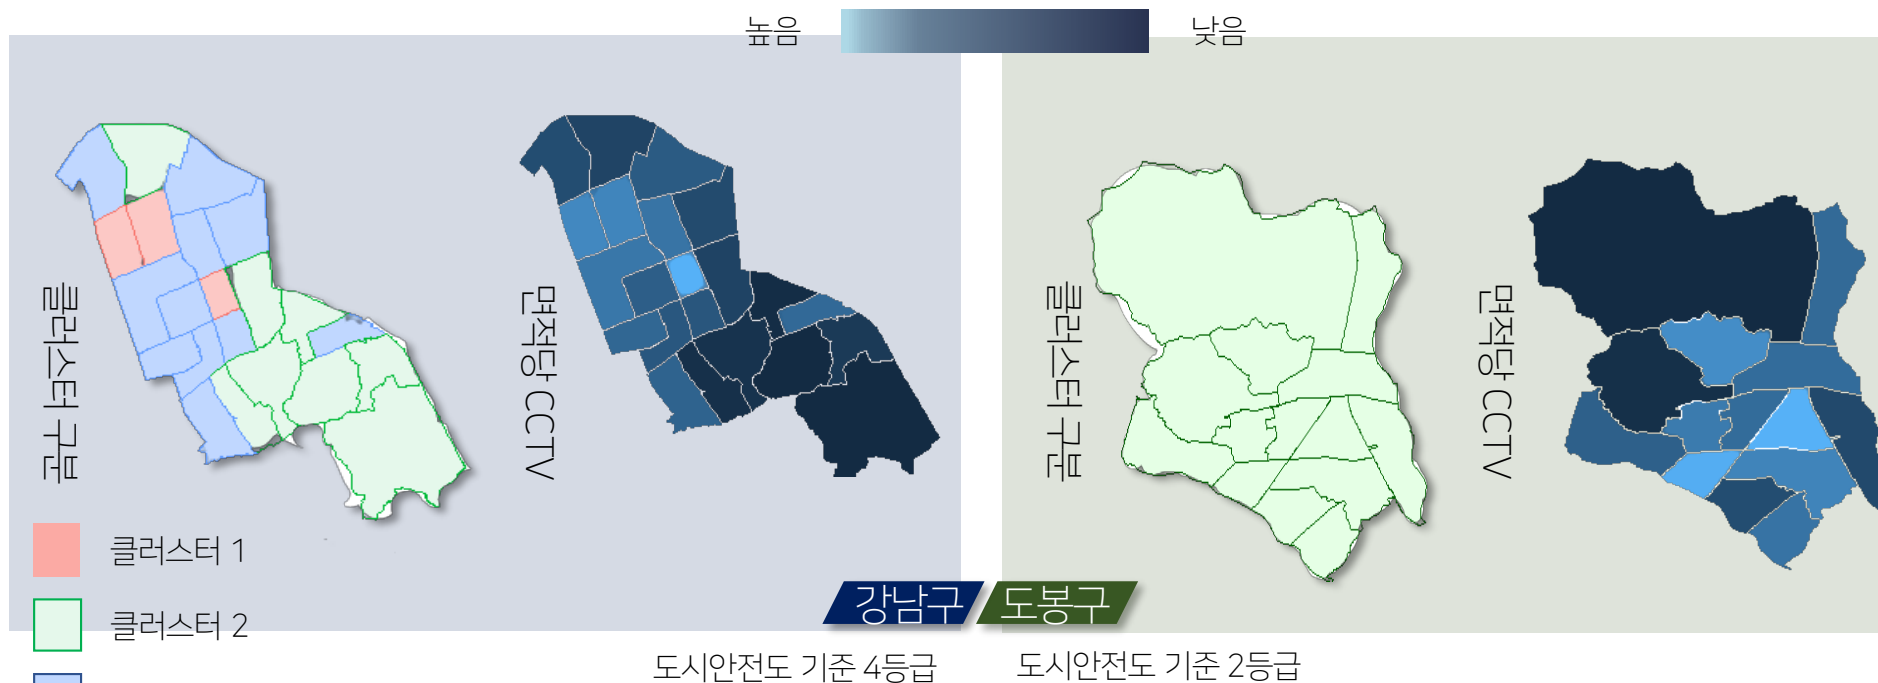 높음
낮음
클러스터 구분
면적당 CCTV
클러스터 구분
면적당 CCTV
클러스터 1
클러스터 2
강남구
도봉구
도시안전도 기준 4등급
도시안전도 기준 2등급